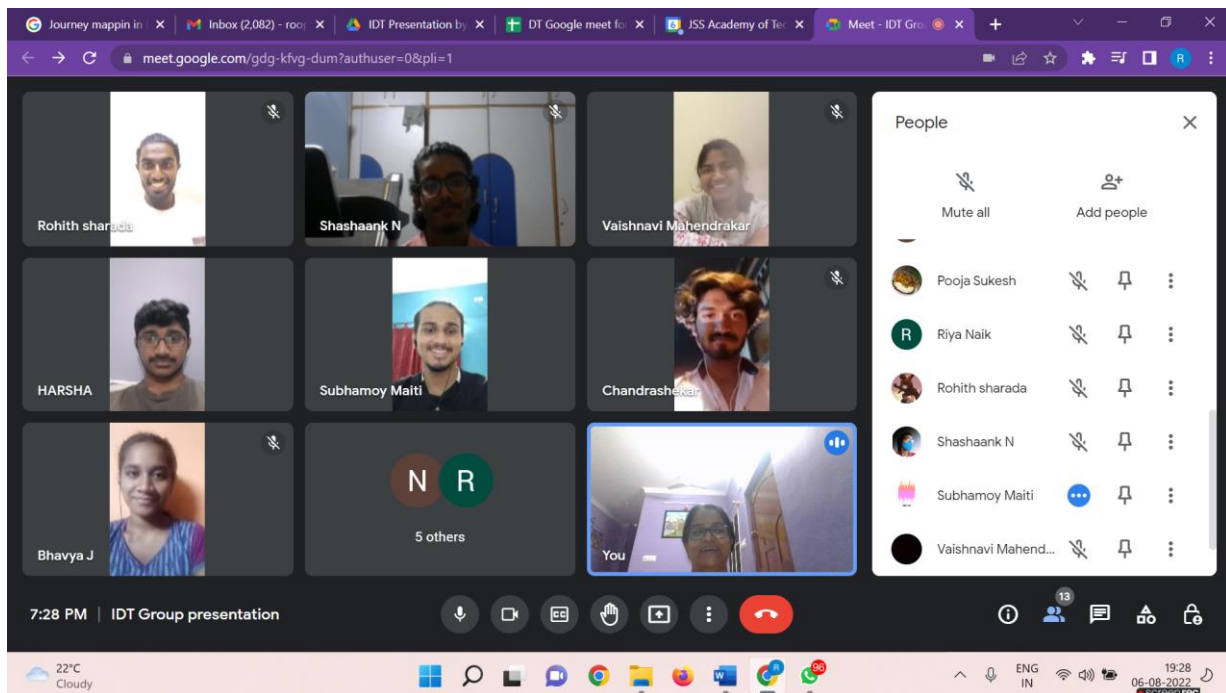 Journey mappin in
Inbox (2,082) - roo
IDT Presentation by
DT Google meet fo
JSS Academy of Tec
Meet - IDT Gro
meet.google.com/gdg-kfvg-dum?authuser=0&pli=1
R
Rohith sharada
Shashaank N
Vaishnavi Mahendrakar
HARSHA
Subhamoy Maiti
Chandrashekar
Bhavya J
N R
5 others
You
People
Mute all
Add people
Pooja Sukesh
R
Riya Naik
Rohith sharada
Shashaank N
Subhamoy Maiti
Vaishnavi Mahend...
7:28 PM | IDT Group presentation
13
22°C
Cloudy
96
ENG
IN
19:28
06-08-2022